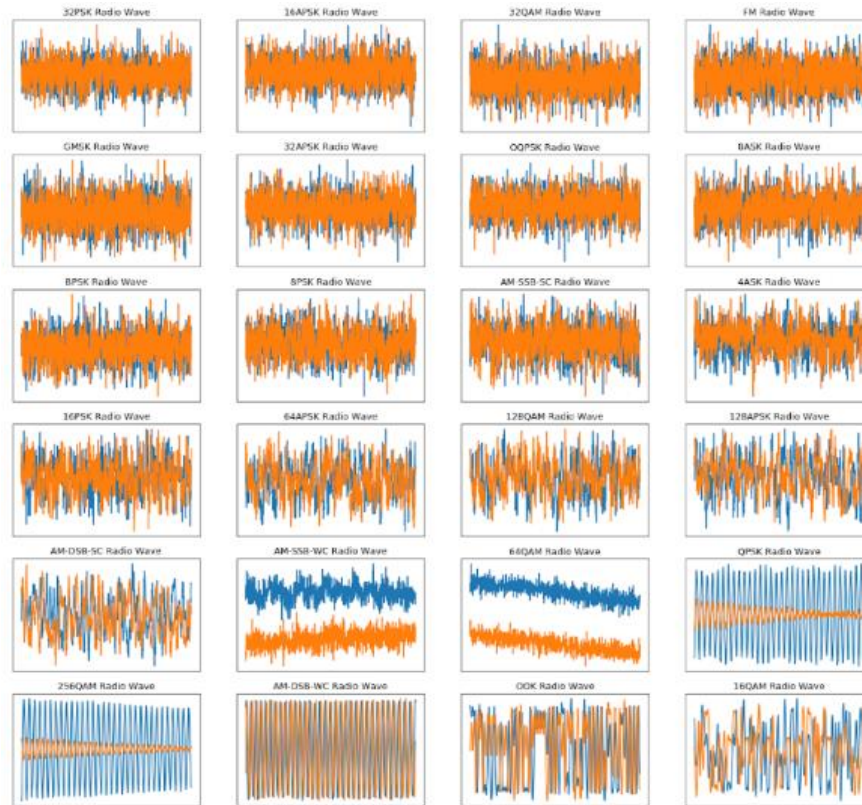 32PSK Radio Wave
16APSK Radio Wave
32QAM Radio Wave
FM Radio Wave
GMSK Radio Wave
32APSK Radio Wave
OQPSK Radio Wave
8ASK Radio Wave
BPSK Radio Wave
8PSK Radio Wave
AM-SSB-SC Radio Wave
4ASK Radio Wave
16PSK Radio Wave
64APSK Radio Wave
128QAM Radio Wave
128APSK Radio Wave
AM-DSB-SC Radio Wave
AM-SSB-WC Radio Wave
64QAM Radio Wave
QPSK Radio Wave
256QAM Radio Wave
AM-DSB-WC Radio Wave
OOK Radio Wave
16QAM Radio Wave